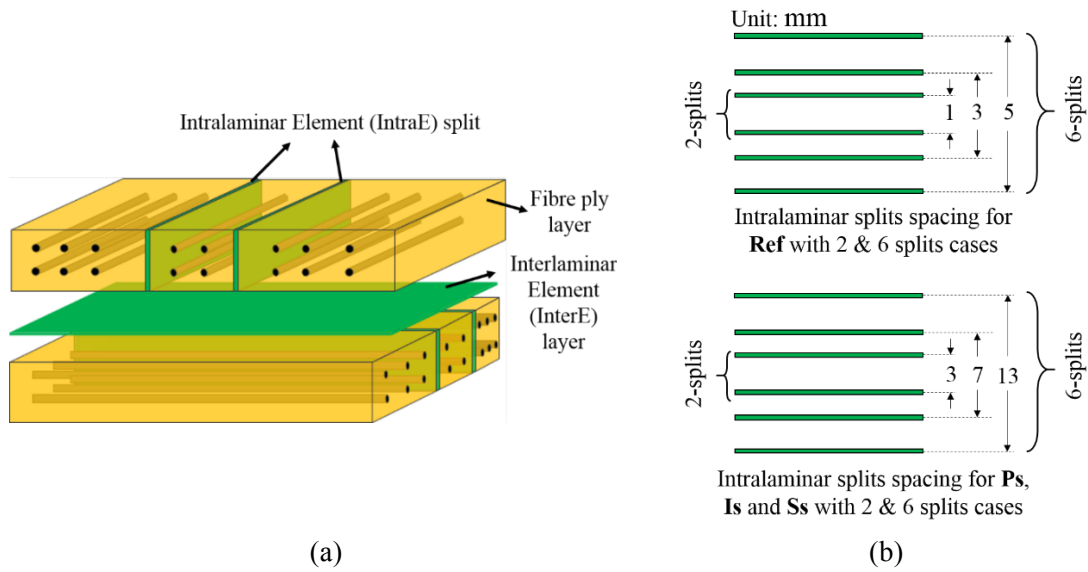 Intralaminar Element (IntraE) split
Fibre ply
layer
Interlaminar
Element
(InterE)
layer
(a)
Unit: mm
2-splits
1
3
5
6-splits
Intralaminar splits spacing for
Ref with 2 & 6 splits cases
2-splits
3
7
13
6-splits
Intralaminar splits spacing for Ps,
Is and Ss with 2 & 6 splits cases
(b)